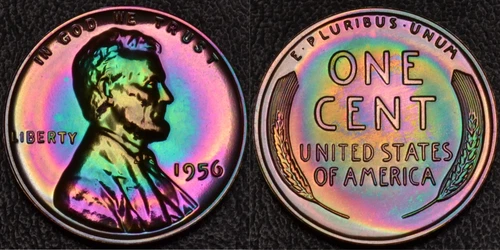 IN GOD WE TRUST
LIBERTY
1956
E·PLURIBUS·UNUM
ONE
CENT
UNITED STATES
OF AMERICA